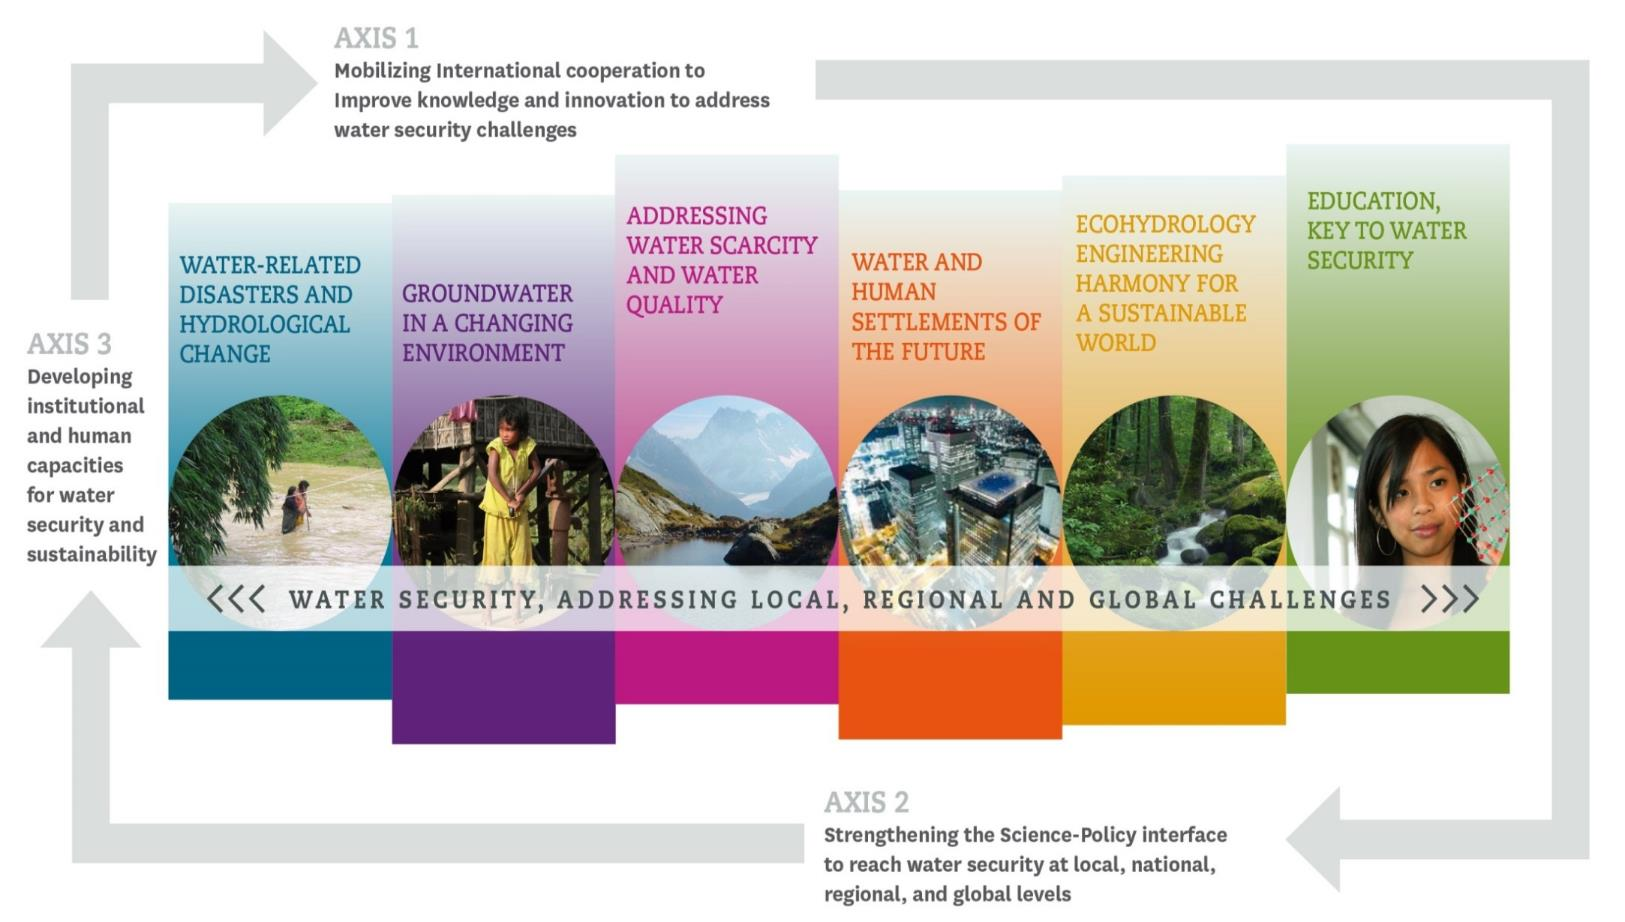 AXIS 1
Mobilizing International cooperation to
Improve knowledge and innovation to address
water security challenges
WATER-RELATED
DISASTERS AND
HYDROLOGICAL
CHANGE
GROUNDWATER
IN A CHANGING
ENVIRONMENT
ADDRESSING
WATER SCARCITY
AND WATER
QUALITY
WATER AND
HUMAN
SETTLEMENTS OF
THE FUTURE
ECOHYDROLOGY
ENGINEERING
HARMONY FOR
A SUSTAINABLE
WORLD
EDUCATION,
KEY TO WATER
SECURITY
AXIS 3
Developing
institutional
and human
capacities
for water
security and
sustainability
<<< WATER SECURITY, ADDRESSING LOCAL, REGIONAL AND GLOBAL CHALLENGES >>>
AXIS 2
Strengthening the Science-Policy interface
to reach water security at local, national,
regional, and global levels